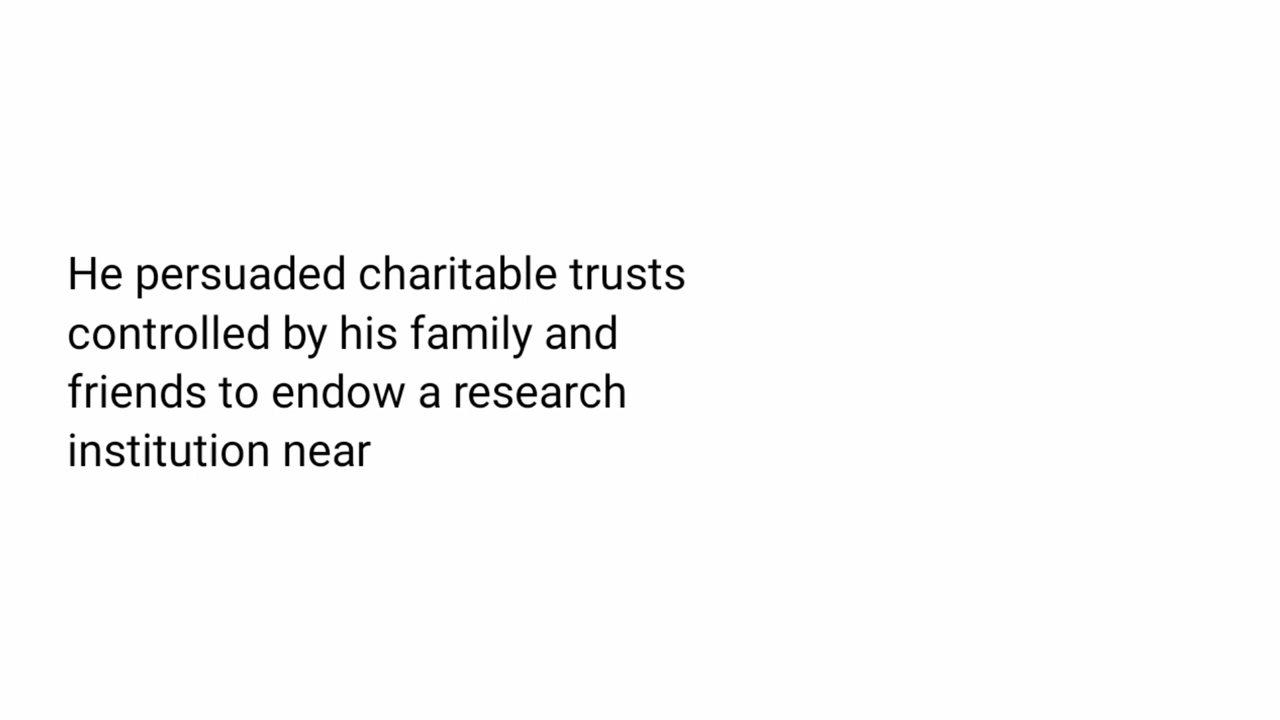 He persuaded charitable trusts
controlled by his family and
friends to endow a research
institution near